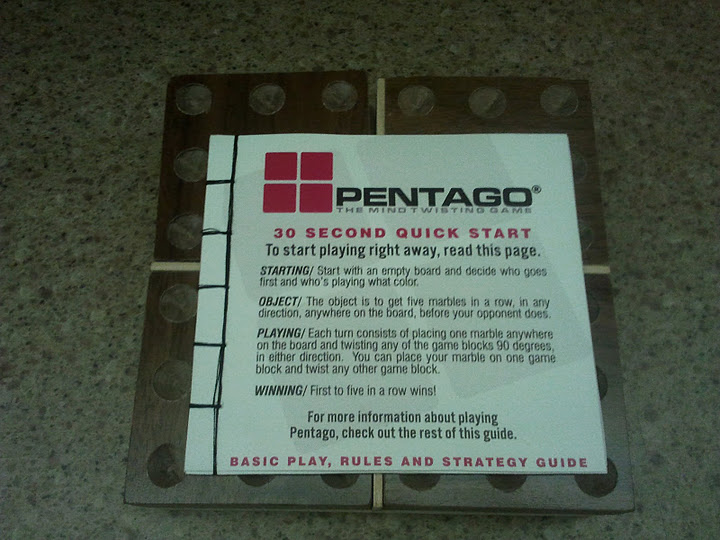 PENTAGO®
THE MIND TWISTING GAME
30 SECOND QUICK START
To start playing right away, read this page.
STARTING/ Start with an empty board and decide who goes
first and who's playing what color.
OBJECT/ The object is to get five marbles in a row, in any
direction, anywhere on the board, before your opponent does.
PLAYING/ Each turn consists of placing one marble anywhere
on the board and twisting any of the game blocks 90 degrees,
in either direction. You can place your marble on one game
block and twist any other game block.
WINNING/ First to five in a row wins!
For more information about playing
Pentago, check out the rest of this guide.
BASIC PLAY, RULES AND STRATEGY GUIDE